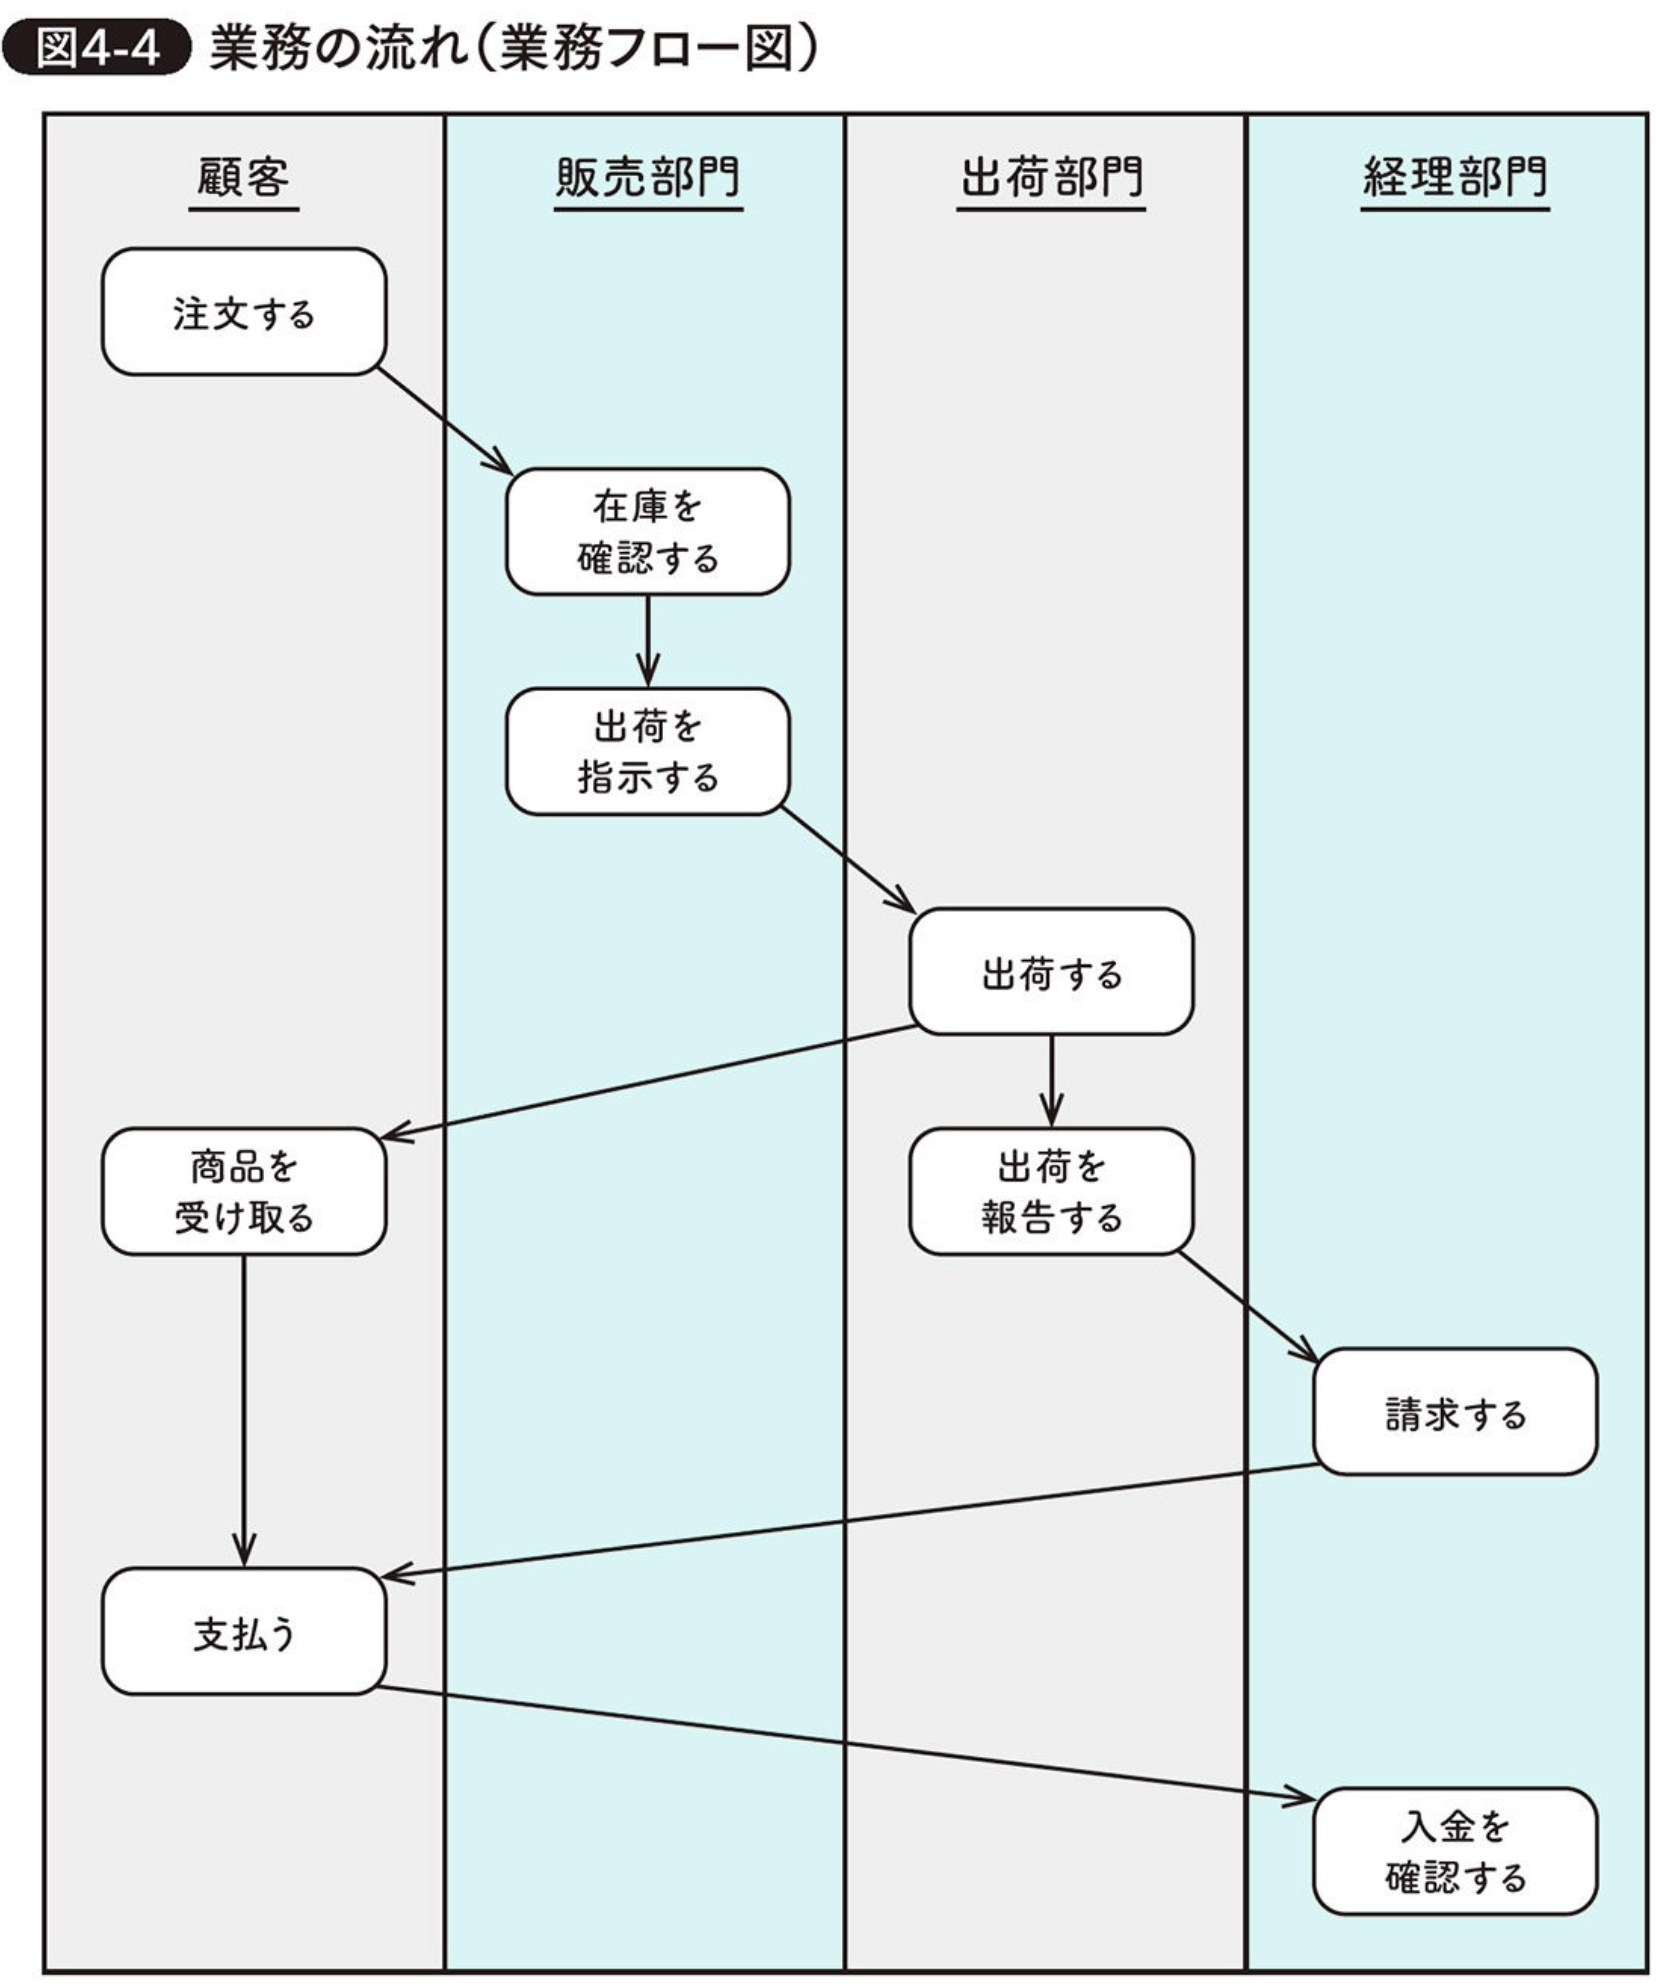 図4-4 業務の流れ（業務フロー図）
顧客
販売部門
出荷部門
経理部門
注文する
在庫を
確認する
出荷を
指示する
出荷する
商品を
受け取る
出荷を
報告する
請求する
支払う
入金を
確認する